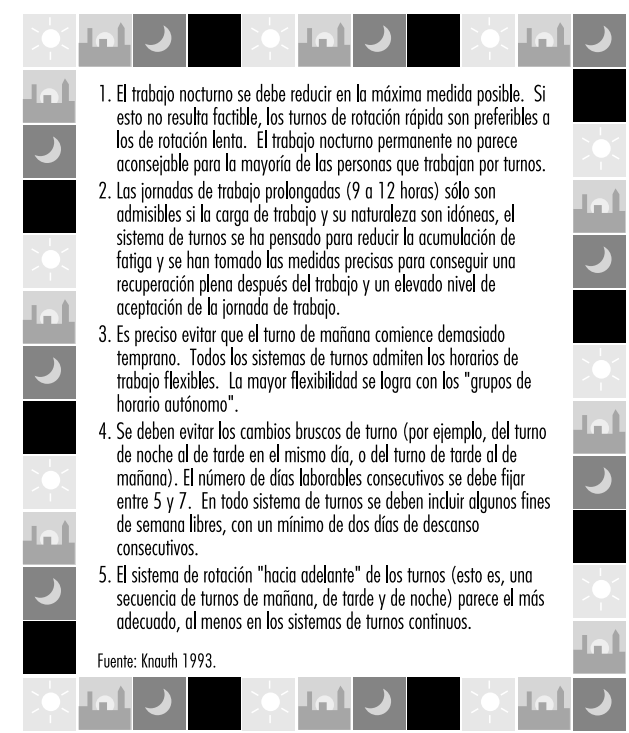 1. El trabajo nocturno se debe reducir en la máxima medida posible. Si
esto no resulta factible, los turnos de rotación rápida son preferibles a
los de rotación lenta. El trabajo nocturno permanente no parece
aconsejable para la mayoría de las personas que trabajan por turnos.
2. Las jornadas de trabajo prolongadas (9 a 12 horas) sólo son
admisibles si la carga de trabajo y su naturaleza son idóneas, el
sistema de turnos se ha pensado para reducir la acumulación de
fatiga y se han tomado las medidas precisas para conseguir una
recuperación plena después del trabajo y un elevado nivel de
aceptación de la jornada de trabajo.
3. Es preciso evitar que el turno de mañana comience demasiado
temprano. Todos los sistemas de turnos admiten los horarios de
trabajo flexibles. La mayor flexibilidad se logra con los "grupos de
horario autónomo".
4. Se deben evitar los cambios bruscos de turno (por ejemplo, del turno
de noche al de tarde en el mismo día, o del turno de tarde al de
mañana). El número de días laborables consecutivos se debe fijar
entre 5 y 7. En todo sistema de turnos se deben incluir algunos fines
de semana libres, con un mínimo de dos días de descanso
consecutivos.
5. El sistema de rotación "hacia adelante" de los turnos (esto es, una
secuencia de turnos de mañana, de tarde y de noche) parece el más
adecuado, al menos en los sistemas de turnos continuos.
Fuente: Knauth 1993.